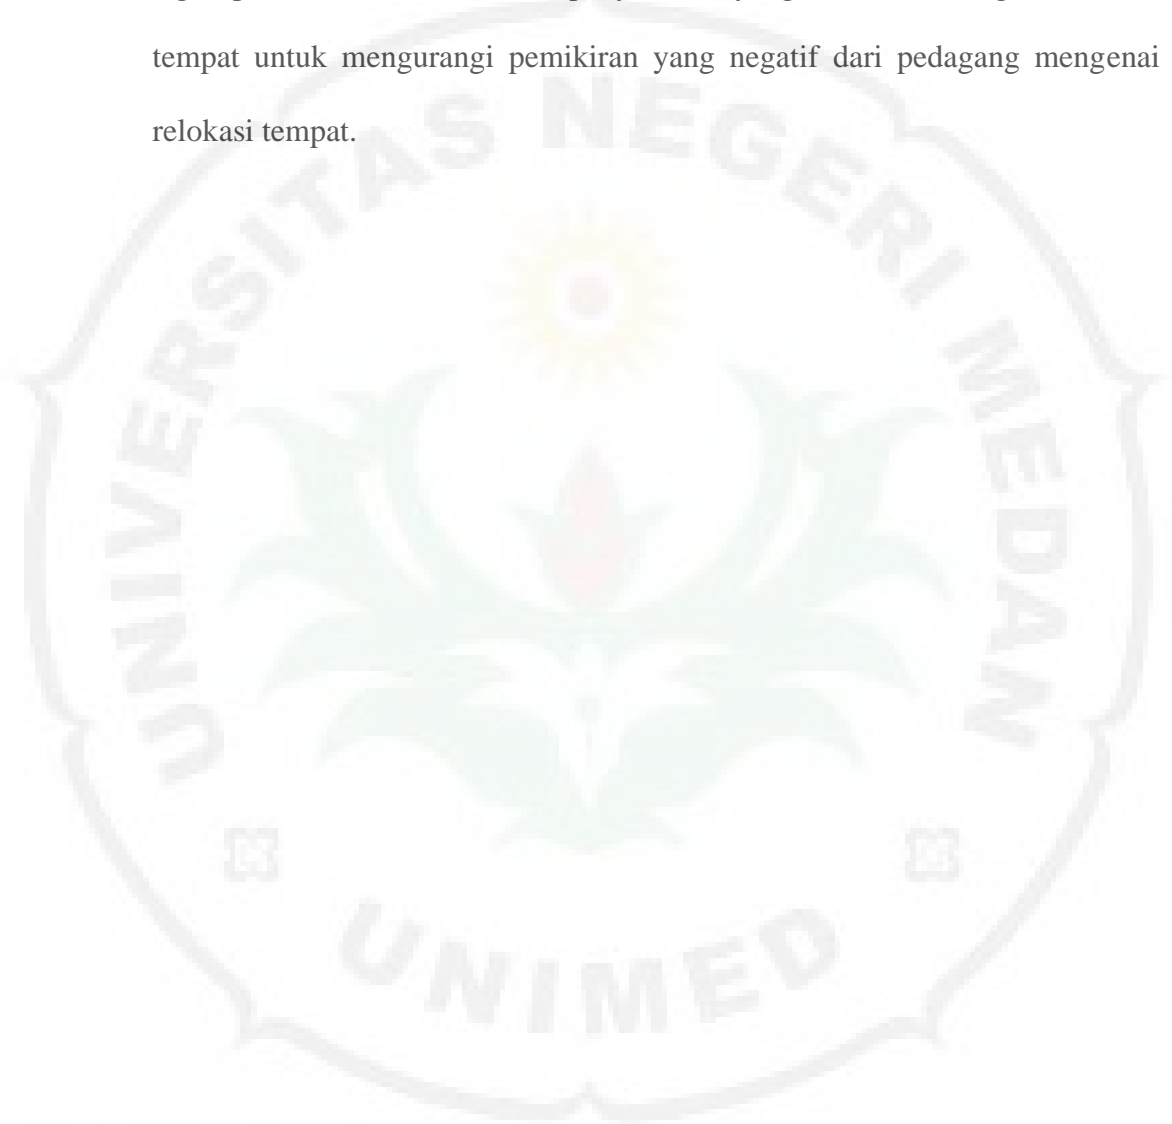 tempat untuk mengurangi pemikiran yang negatif dari pedagang mengenai
relokasi tempat.
UNIVERSITAS NEGERI MEDAN
UNIMED